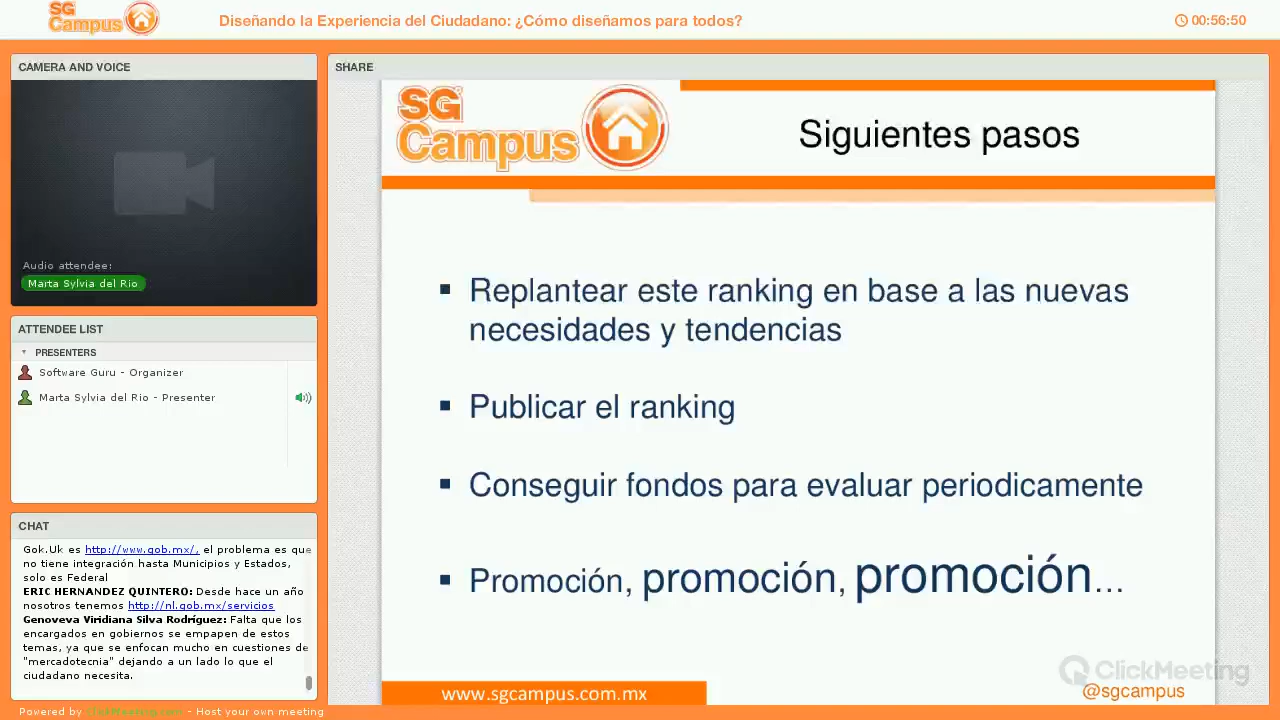 SG
Campus
Diseñando la Experiencia del Ciudadano: ¿Cómo diseñamos para todos?
00:56:50
CAMERA AND VOICE
Audio attendee:
Marta Sylvia del Rio
ATTENDEE LIST
PRESENTERS
Software Guru - Organizer
Marta Sylvia del Rio - Presenter
CHAT
Gok.Uk es http://www.gob.mx/, el problema es que
no tiene integración hasta Municipios y Estados,
solo es Federal
ERIC HERNANDEZ QUINTERO: Desde hace un año
nosotros tenemos http://nl.gob.mx/servicios
Genoveva Viridiana Silva Rodríguez: Falta que los
encargados en gobiernos se empapen de estos
temas, ya que se enfocan mucho en cuestiones de
"mercadotecnia" dejando a un lado lo que el
ciudadano necesita.
Powered by ClickMeeting.com - Host your own meeting
SHARE
SG
Campus
Siguientes pasos
▪ Replantear este ranking en base a las nuevas
necesidades y tendencias
▪ Publicar el ranking
▪ Conseguir fondos para evaluar periodicamente
▪ Promoción, promoción, promoción...
www.sgcampus.com.mx
ClickMeeting
@sgcampus